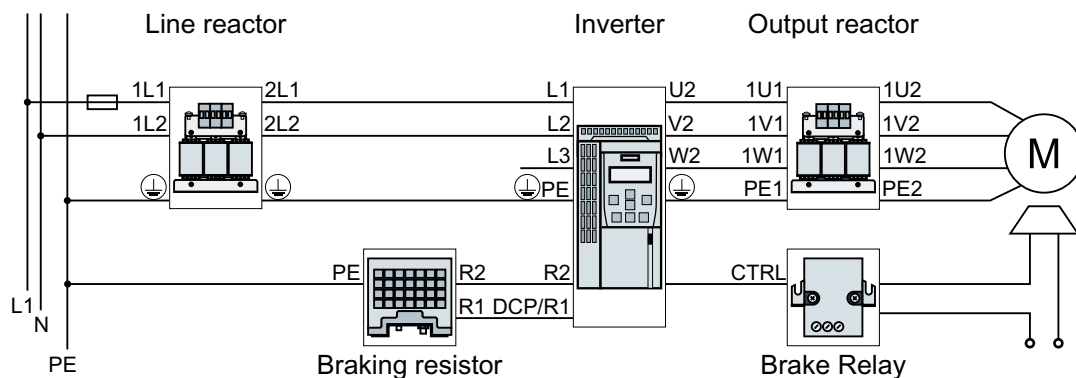 Line reactor Inverter Output reactor
1L1 2L1 L1 U2 1U1 1U2
1L2 2L2 L2 V2 1V1 1V2
L3 W2 1W1 1W2
M
PE PE1 PE2
PE R2 R2 CTRL
R1 DCP/R1
L1
N
PE
Braking resistor Brake Relay